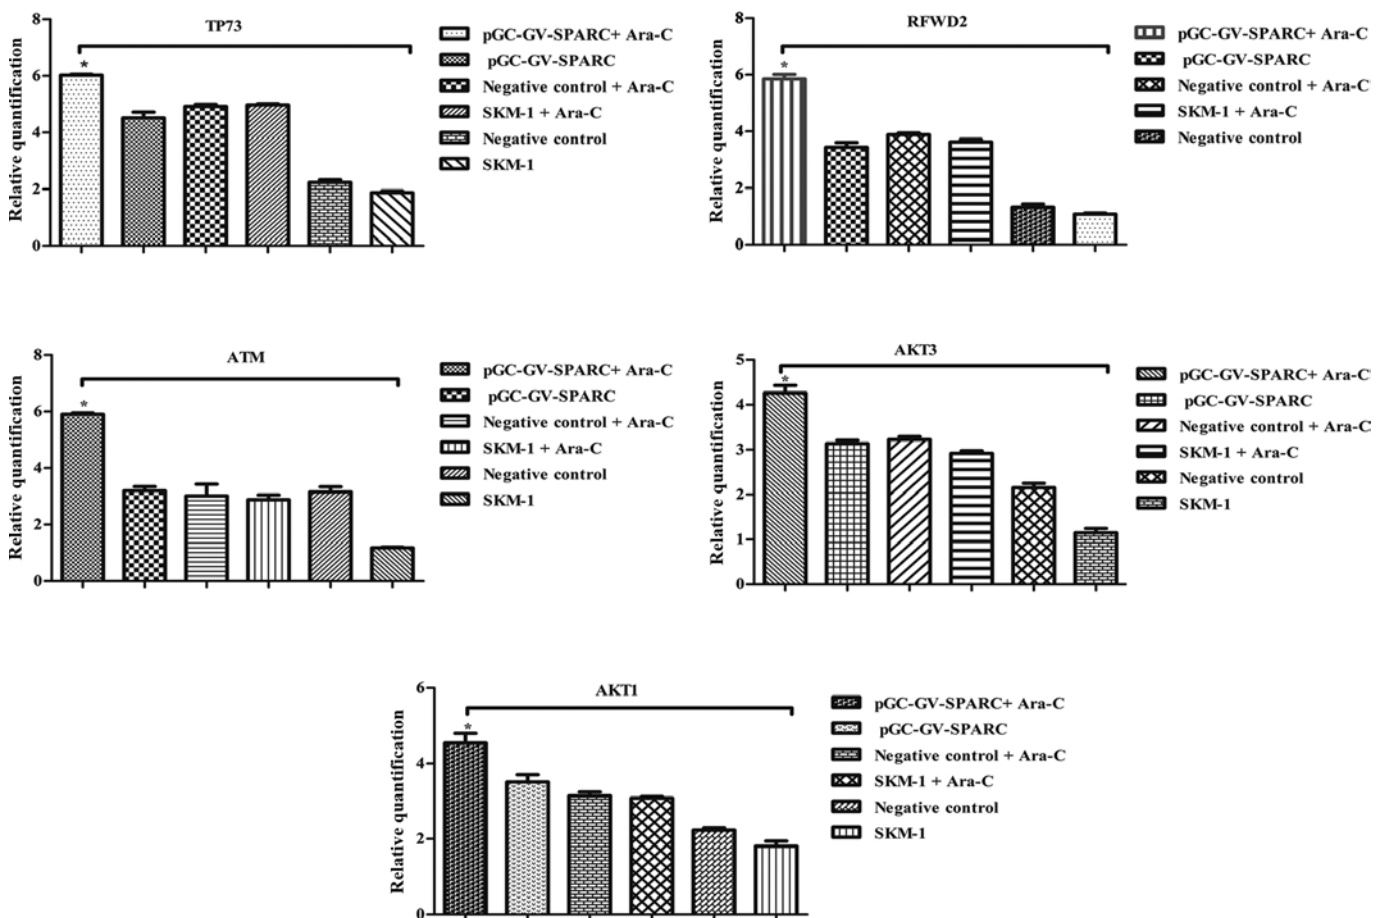 TP73
Relative quantification
8
6
4
2
0
*
pGC-GV-SPARC+ Ara-C
pGC-GV-SPARC
Negative control + Ara-C
SKM-1 + Ara-C
Negative control
SKM-1
RFWD2
Relative quantification
8
6
4
2
0
*
pGC-GV-SPARC+ Ara-C
pGC-GV-SPARC
Negative control + Ara-C
SKM-1 + Ara-C
Negative control
ATM
Relative quantification
8
6
4
2
0
*
pGC-GV-SPARC+ Ara-C
pGC-GV-SPARC
Negative control + Ara-C
SKM-1 + Ara-C
Negative control
SKM-1
AKT3
Relative quantification
5
4
3
2
1
0
*
pGC-GV-SPARC+ Ara-C
pGC-GV-SPARC
Negative control + Ara-C
SKM-1 + Ara-C
Negative control
SKM-1
AKT1
Relative quantification
6
4
2
0
*
pGC-GV-SPARC+ Ara-C
pGC-GV-SPARC
Negative control + Ara-C
SKM-1 + Ara-C
Negative control
SKM-1